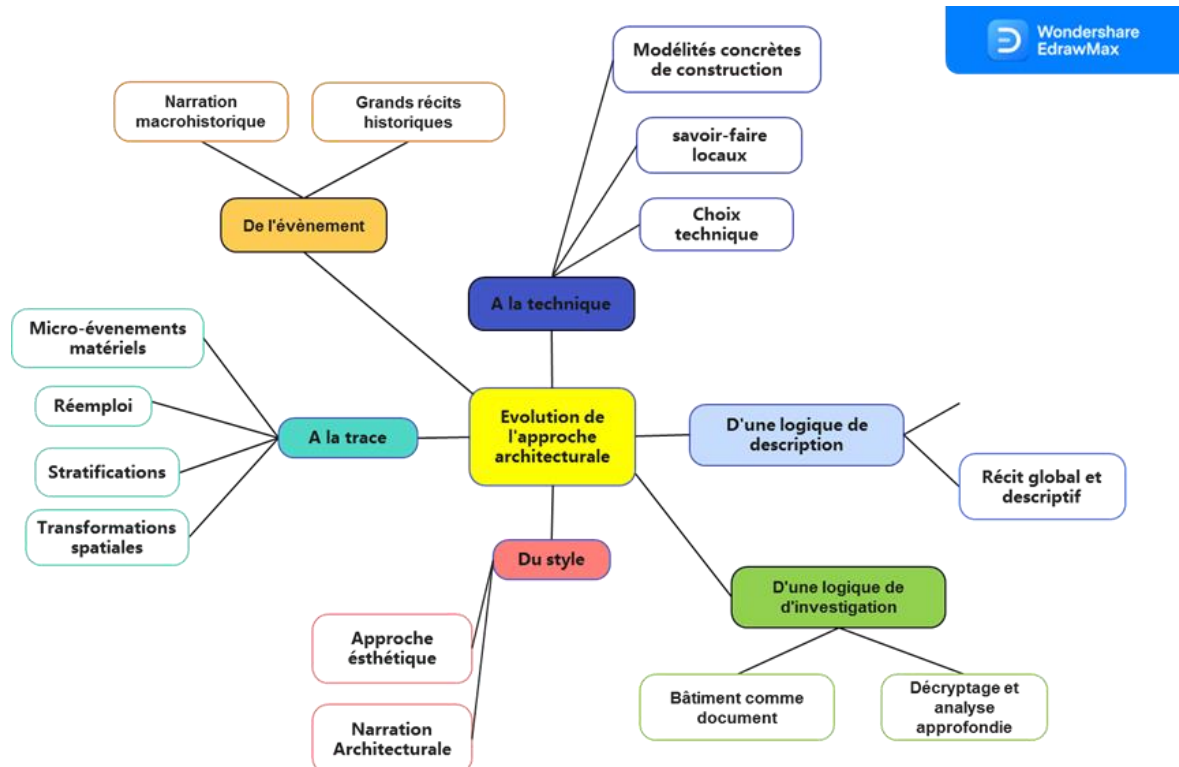 Wondershare
EdrawMax
Modélités concrètes
de construction
Narration
macrohistorique
Grands récits
historiques
savoir-faire
locaux
De l'évènement
Choix
technique
A la technique
Micro-évenements
matériels
Réemploi
A la trace
Evolution de
l'approche
architecturale
D'une logique de
description
Stratifications
Récit global et
descriptif
Transformations
spatiales
Du style
D'une logique de
d'investigation
Approche
ésthétique
Bâtiment comme
document
Décryptage et
analyse
approfondie
Narration
Architecturale